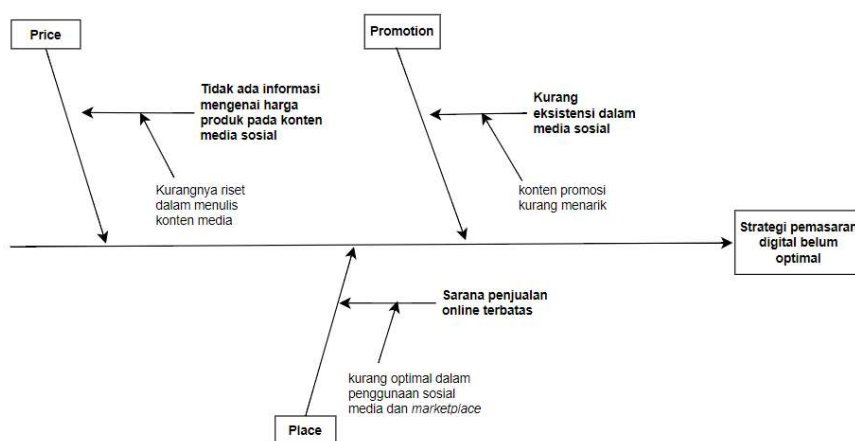 Price
Promotion
Tidak ada informasi
mengenai harga
produk pada konten
media sosial
Kurang
eksistensi dalam
media sosial
Kurangnya riset
dalam menulis
konten media
konten promosi
kurang menarik
Strategi pemasaran
digital belum
optimal
Sarana penjualan
online terbatas
kurang optimal dalam
penggunaan sosial
media dan marketplace
Place